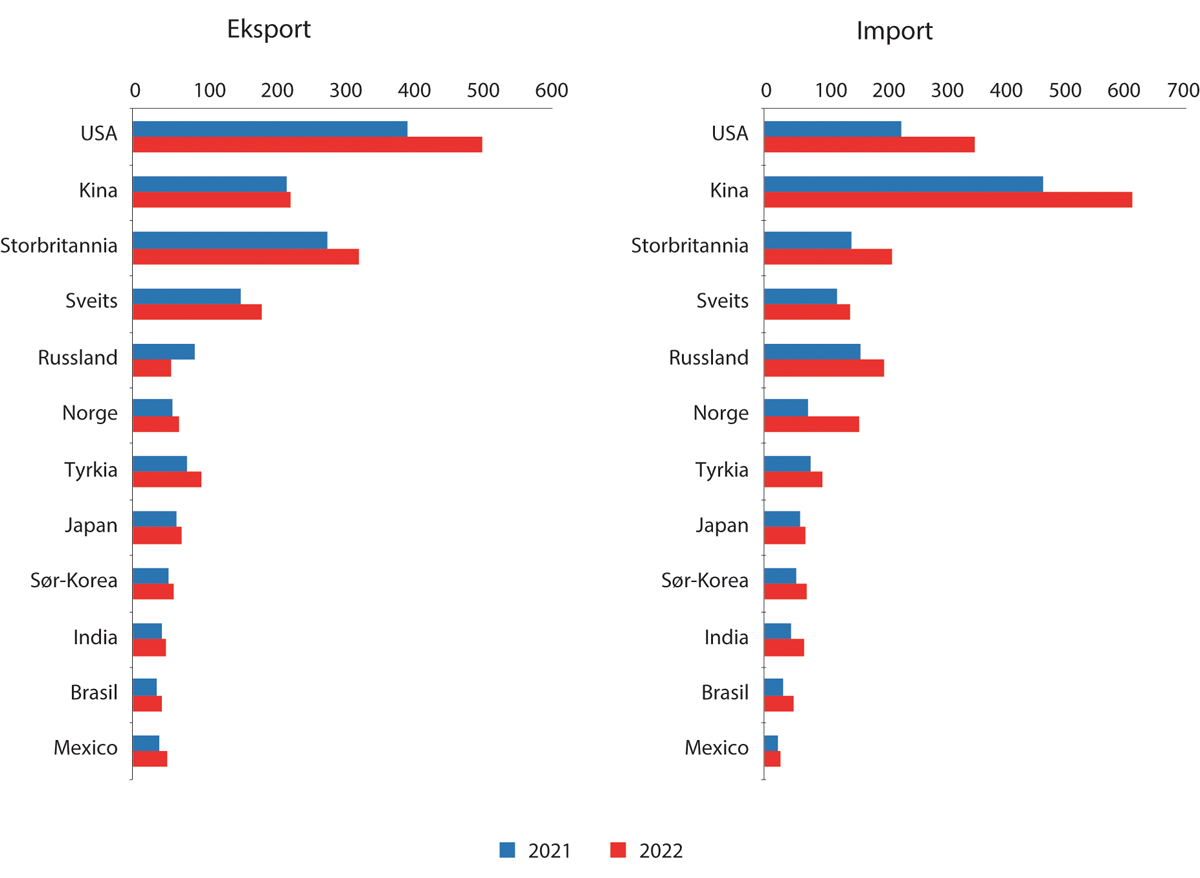 Eksport
0 100 200 300 400 500 600
USA
Kina
Storbritannia
Sveits
Russland
Norge
Tyrkia
Japan
Sør-Korea
India
Brasil
Mexico
Import
0 100 200 300 400 500 600 700
USA
Kina
Storbritannia
Sveits
Russland
Norge
Tyrkia
Japan
Sør-Korea
India
Brasil
Mexico
2021 2022